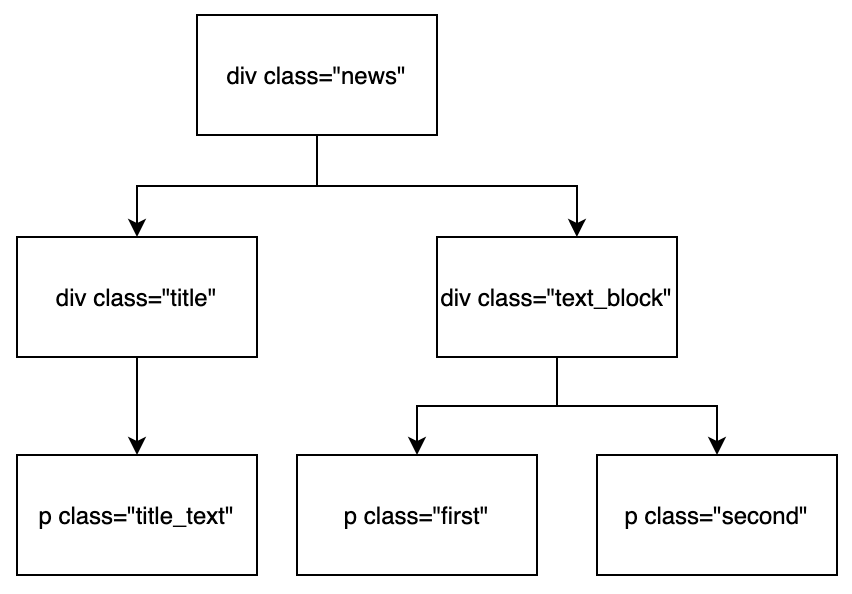 div class="news"
div class="title"
div class="text_block"
p class="title_text"
p class="first"
p class="second"